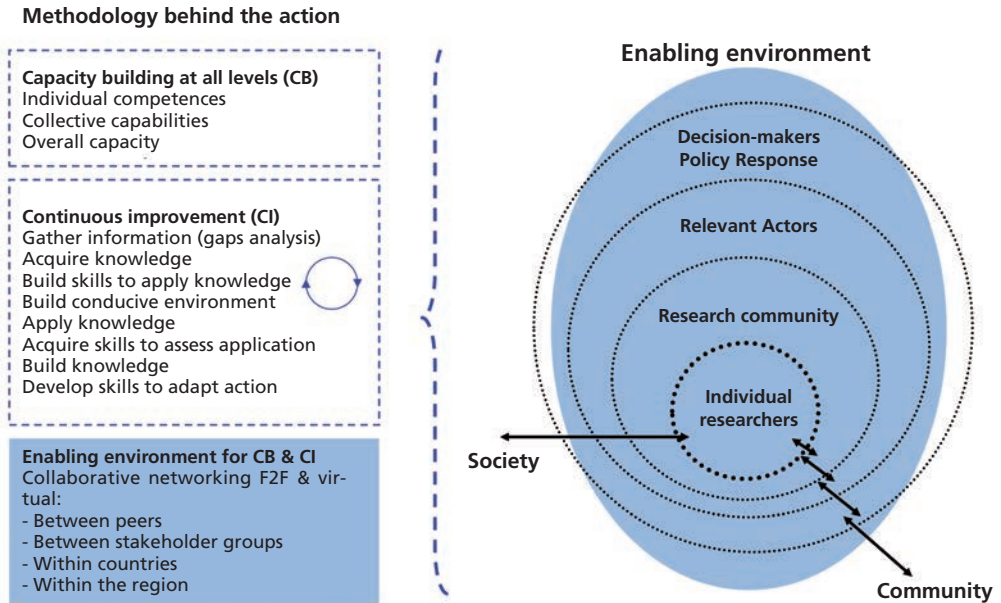 Methodology behind the action
Capacity building at all levels (CB)
Individual competences
Collective capabilities
Overall capacity
Continuous improvement (CI)
Gather information (gaps analysis)
Acquire knowledge
Build skills to apply knowledge
Build conducive environment
Apply knowledge
Acquire skills to assess application
Build knowledge
Develop skills to adapt action
Enabling environment for CB & CI
Collaborative networking F2F & vir-
tual:
- Between peers
- Between stakeholder groups
- Within countries
- Within the region
Enabling environment
Decision-makers
Policy Response
Relevant Actors
Research community
Individual
researchers
Society
Community